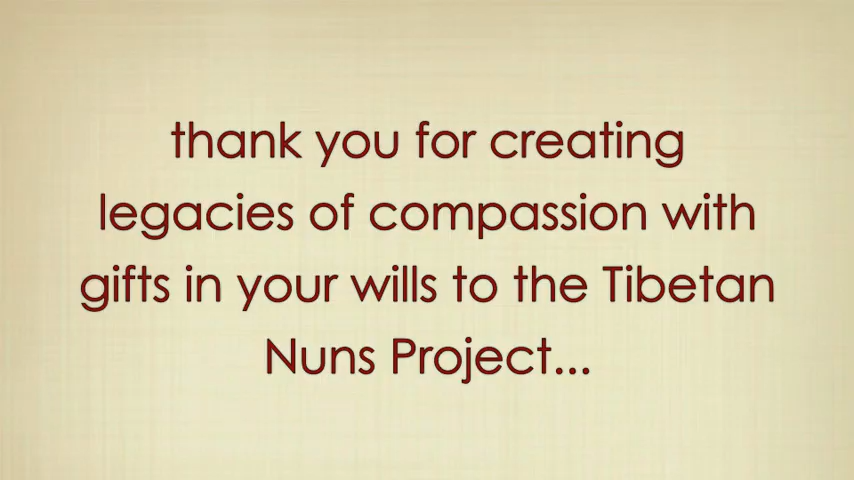 thank you for creating
legacies of compassion with
gifts in your wills to the Tibetan
Nuns Project...